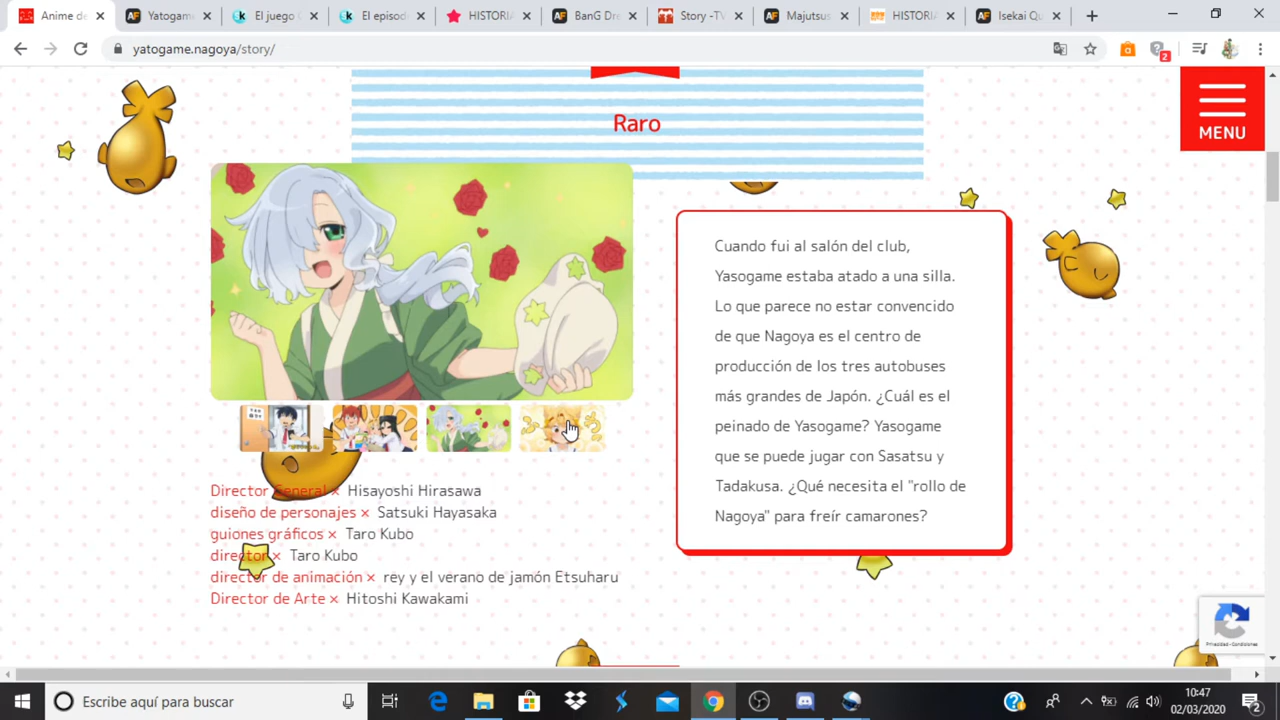 Anime de
Yatogame
El juego
El episod
HISTORIA
BanG Dre
Story - T
Majutsu
HISTORIA
Isekai Qu
yatogame.nagoya/story/
2
MENU
Raro
Cuando fui al salón del club,
Yasogame estaba atado a una silla.
Lo que parece no estar convencido
de que Nagoya es el centro de
producción de los tres autobuses
más grandes de Japón. ¿Cuál es el
peinado de Yasogame? Yasogame
que se puede jugar con Sasatsu y
Tadakusa. ¿Qué necesita el "rollo de
Nagoya" para freír camarones?
Director General × Hisayoshi Hirasawa
diseño de personajes × Satsuki Hayasaka
guiones gráficos × Taro Kubo
director × Taro Kubo
director de animación × rey y el verano de jamón Etsuharu
Director de Arte × Hitoshi Kawakami
Privacidad - Condiciones
Escribe aquí para buscar
10:47
02/03/2020
2